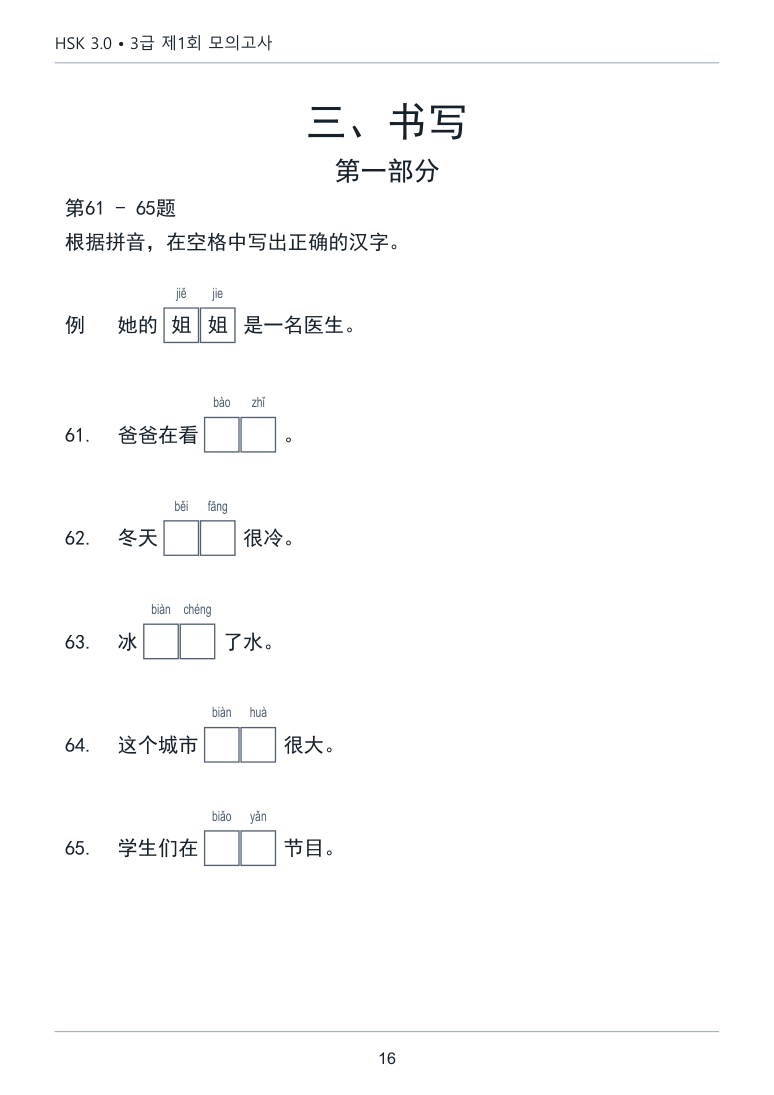 HSK 3.0 • 3급 제1회 모의고사
三、书写
第一部分
第61 － 65题
根据拼音，在空格中写出正确的汉字。
jiě jie
例 她的 姐 姐 是一名医生。
bào zhǐ
61. 爸爸在看 。
běi fāng
62. 冬天 很冷。
biàn chéng
63. 冰 了水。
biàn huà
64. 这个城市 很大。
biǎo yǎn
65. 学生们在 节目。
16